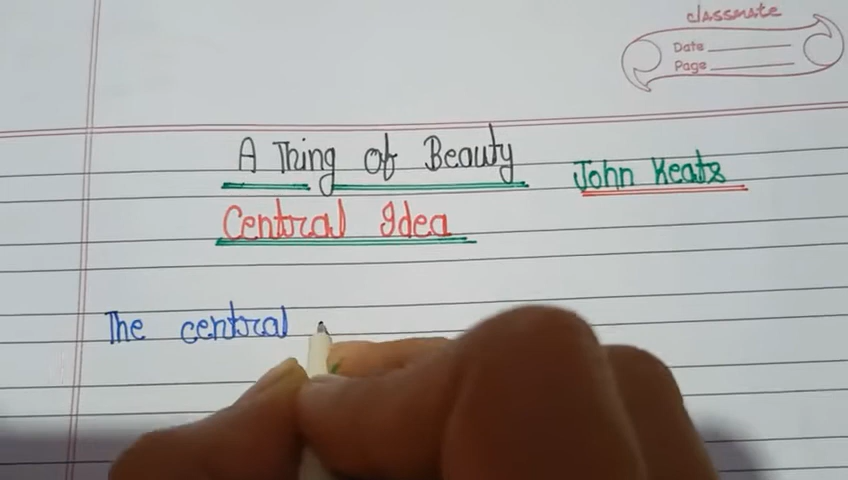 classmate
Date
Page
A Thing of Beauty
John Keats
Central Idea
The central